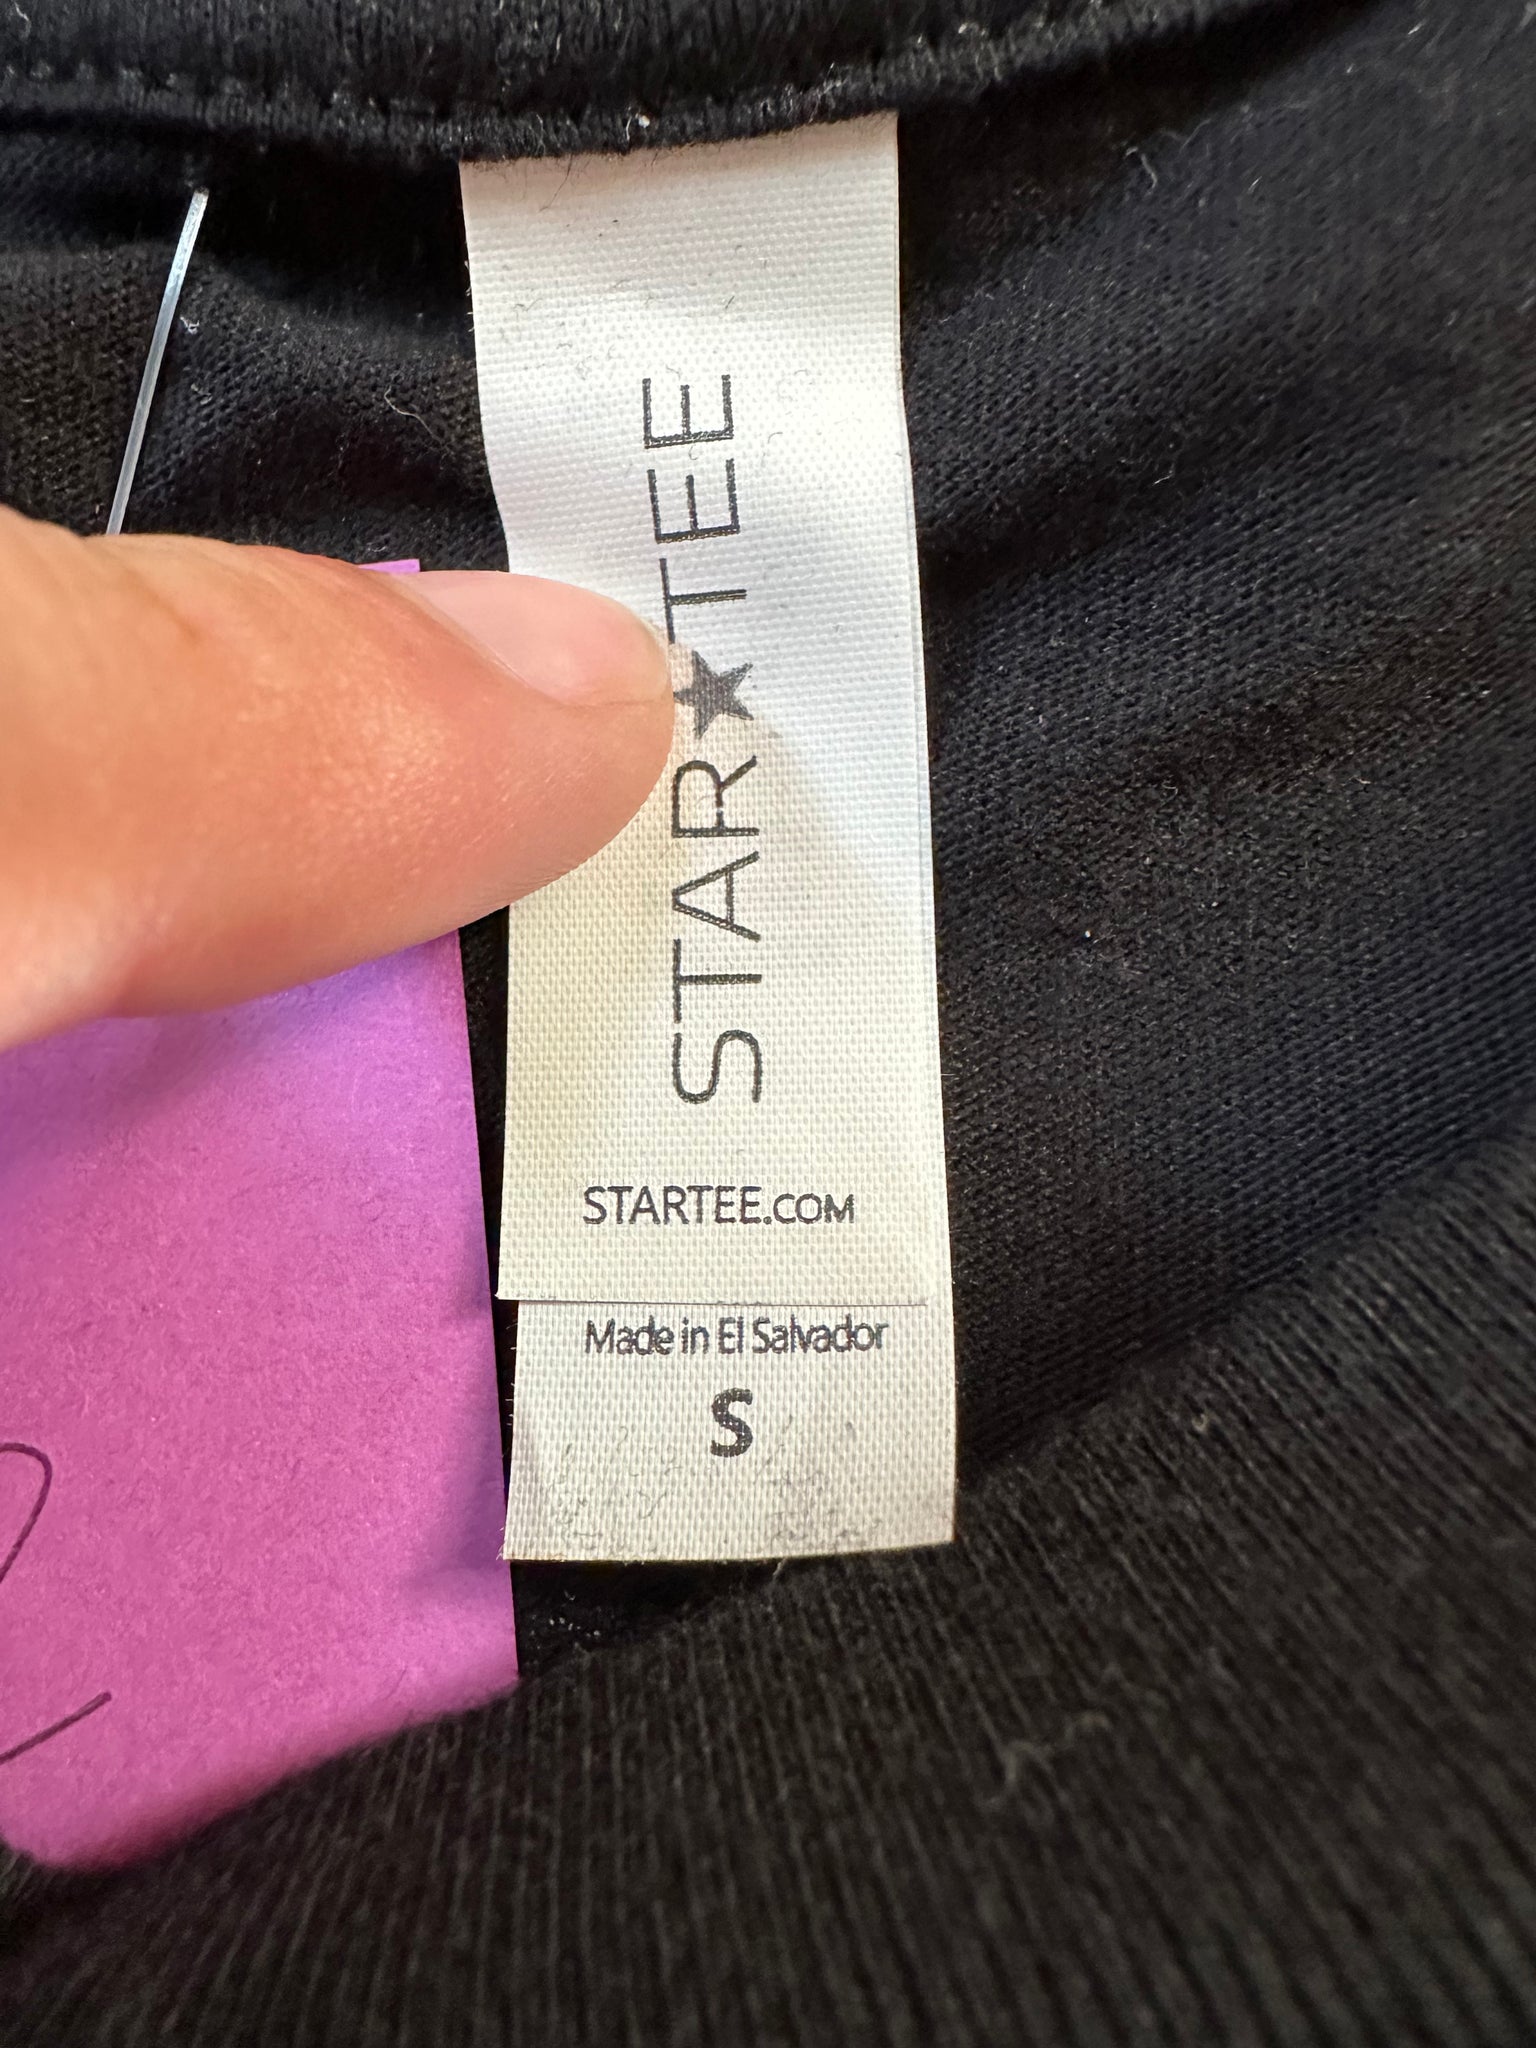 STAR★TEE
STARTEE.COM
Made in El Salvador
S